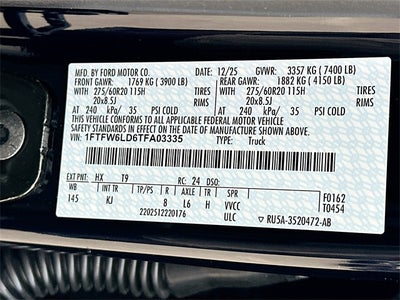 MFD. BY FORD MOTOR CO. 12/25 GVWR: 3357 KG ( 7400 LB)
FRONT GAWR: 1769 KG ( 3900 LB) REAR GAWR: 1882 KG ( 4150 LB)
WITH 275/60R20 115H TIRES WITH 275/60R20 115H TIRES
20x8.5J RIMS 20x8.5J RIMS
AT 240 kPa/ 35 PSI COLD AT 240 kPa/ 35 PSI COLD
THIS VEHICLE CONFORMS TO ALL APPLICABLE FEDERAL MOTOR VEHICLE
SAFETY STANDARDS IN EFFECT ON THE DATE OF MANUFACTURE SHOWN ABOVE.
VIN: 1FTFW6LD6TFA03335 TYPE: Truck
EXT PNT: HX T9 RC: 24 DSO: F0162
WB INT TR TP/PS R AXLE TR SPR T0454
145 KJ 8 L6 H VVCC
2202512220176 ULC RU5A-3520472-AB